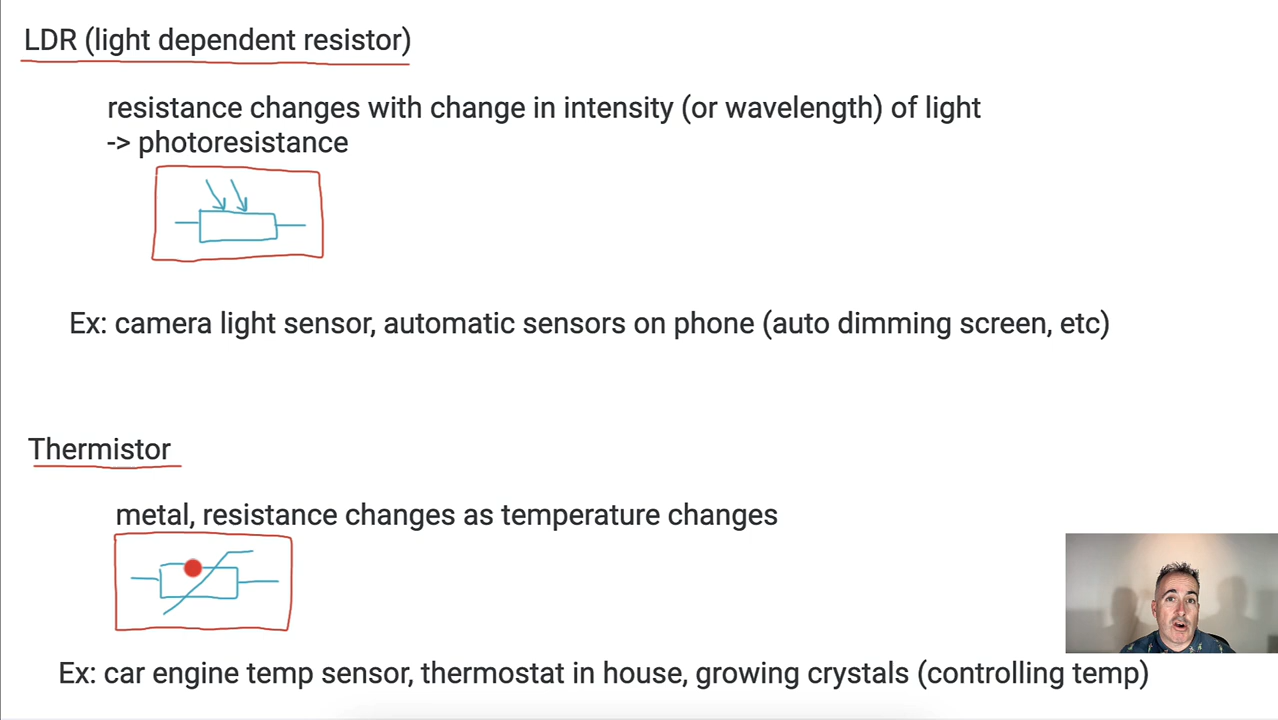 LDR (light dependent resistor)
resistance changes with change in intensity (or wavelength) of light
-> photoresistance
Ex: camera light sensor, automatic sensors on phone (auto dimming screen, etc)
Thermistor
metal, resistance changes as temperature changes
Ex: car engine temp sensor, thermostat in house, growing crystals (controlling temp)